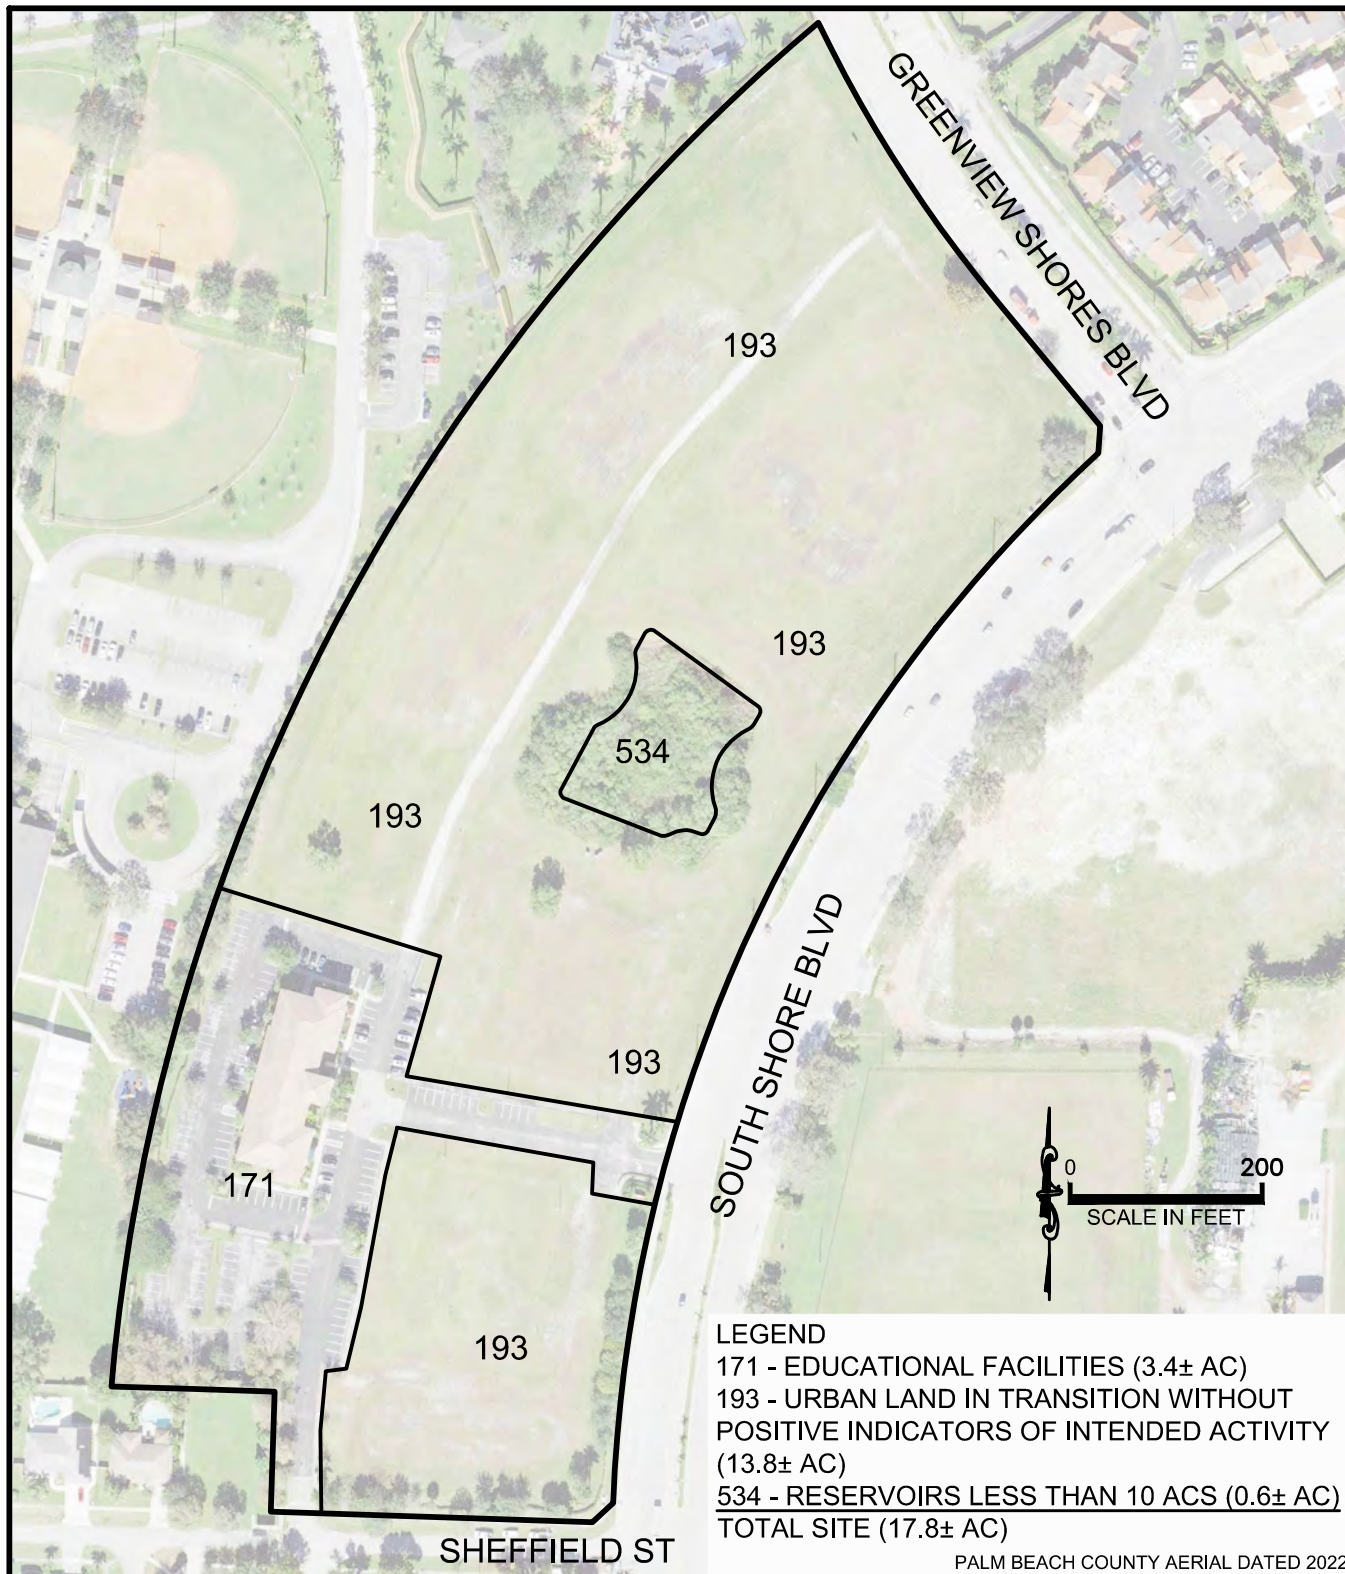 GREENVIEW SHORES BLVD
193
193
534
193
SOUTH SHORE BLVD
193
171
0 200
SCALE IN FEET
193
LEGEND
171 - EDUCATIONAL FACILITIES (3.4± AC)
193 - URBAN LAND IN TRANSITION WITHOUT
POSITIVE INDICATORS OF INTENDED ACTIVITY
(13.8± AC)
534 - RESERVOIRS LESS THAN 10 ACS (0.6± AC)
TOTAL SITE (17.8± AC)
SHEFFIELD ST
PALM BEACH COUNTY AERIAL DATED 2022